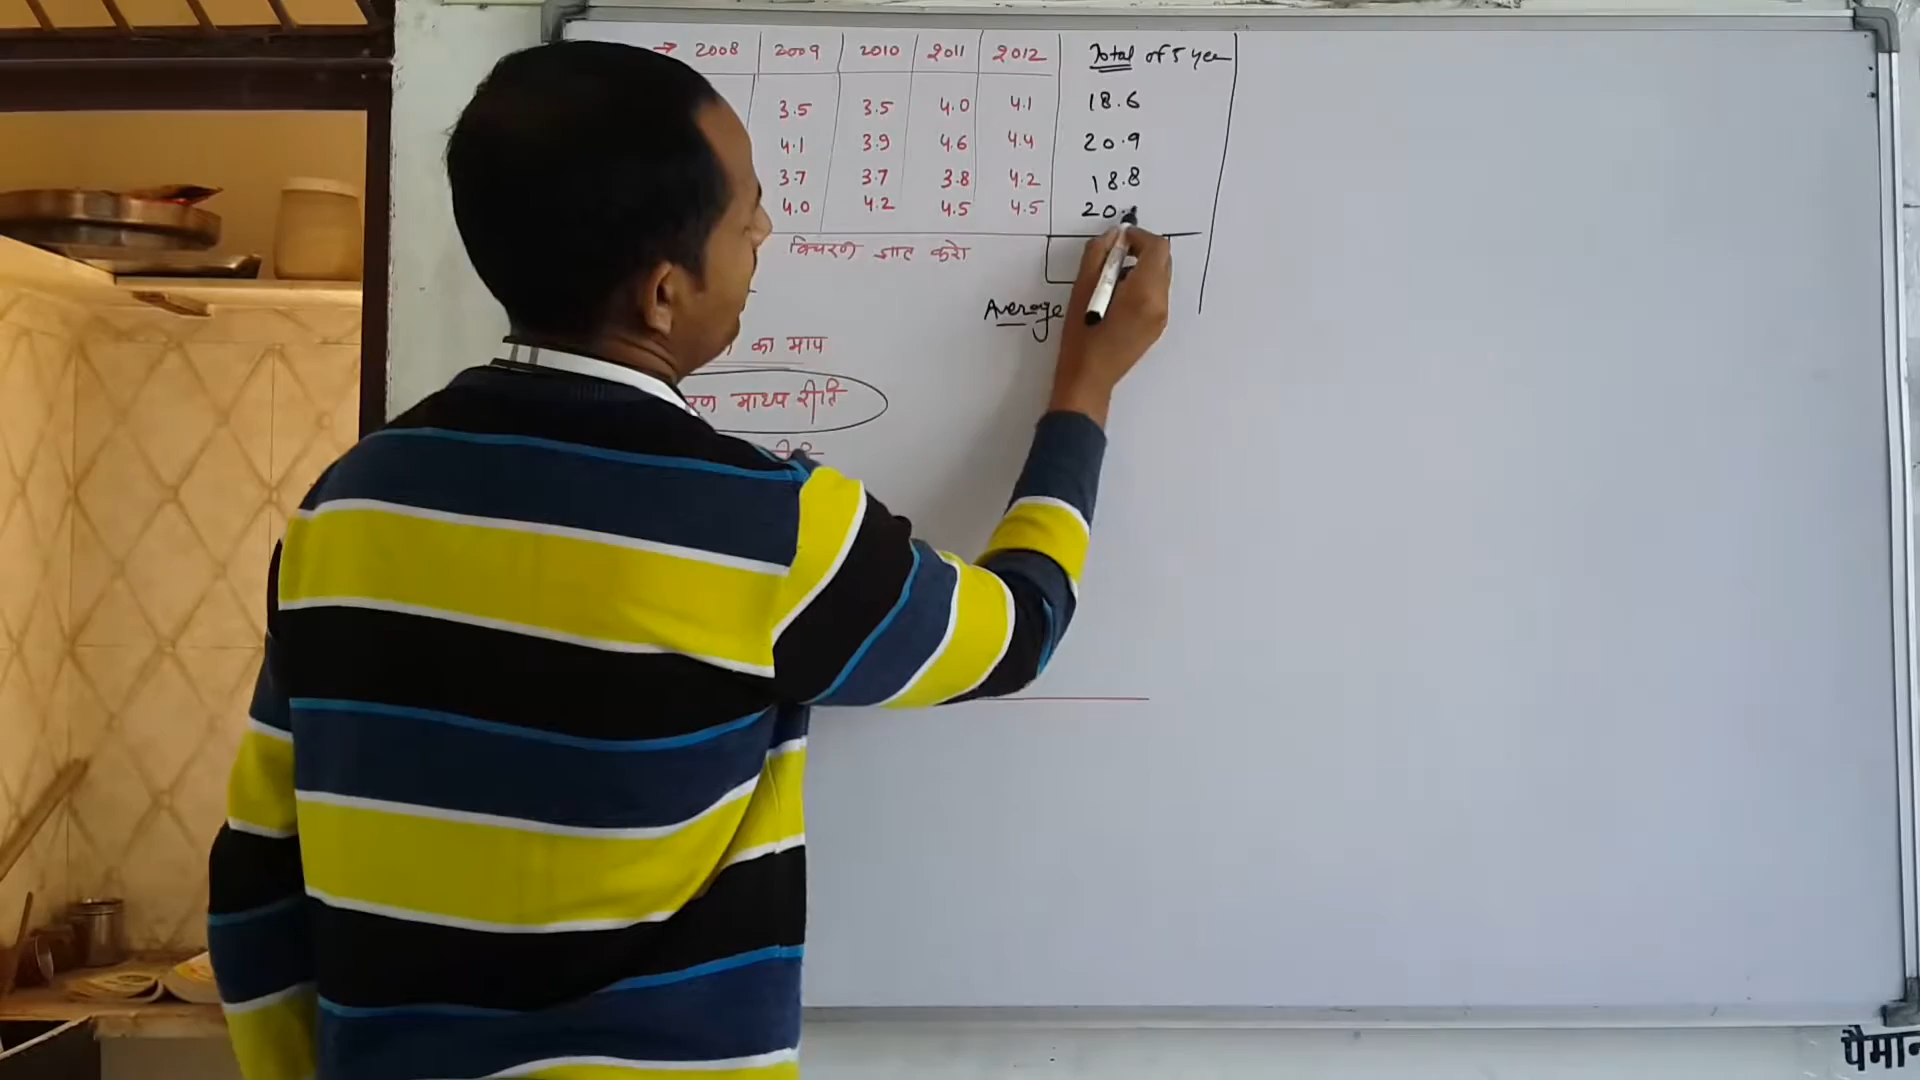 → 2008 2009 2010 2011 2012 Total of 5 year
3.5 3.5 4.0 4.1 18.6
4.1 3.9 4.6 4.4 20.9
3.7 3.7 3.8 4.2 18.8
4.0 4.2 4.5 4.5 20.
विचरण ज्ञात करो
Average
का माप
माध्य रीति